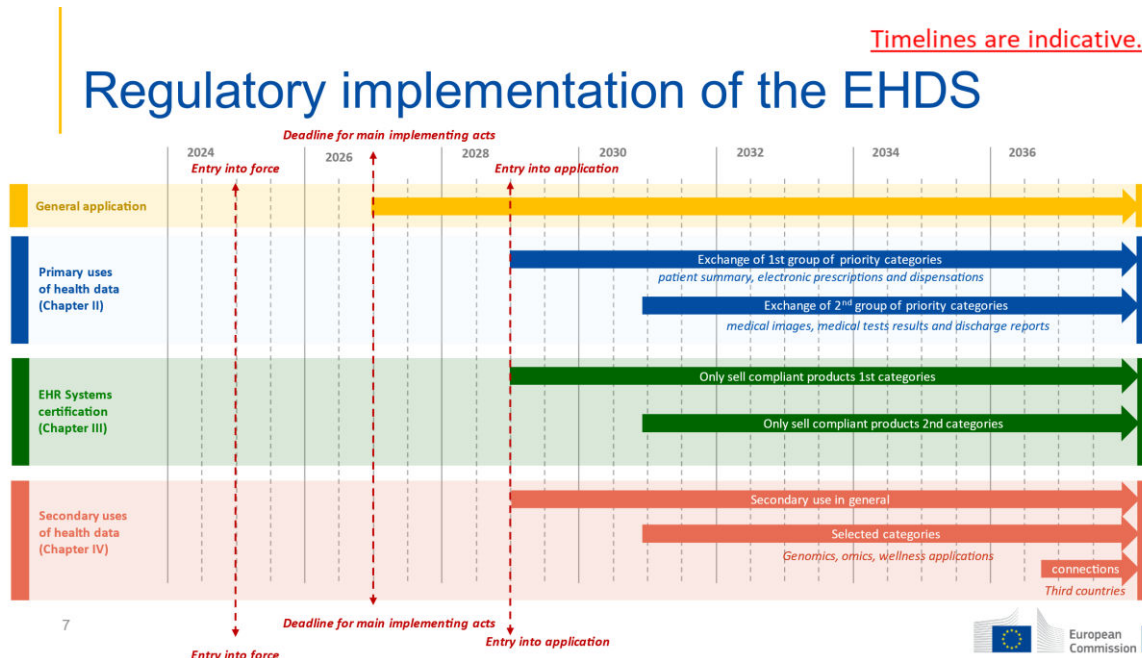 Timelines are indicative.
Regulatory implementation of the EHDS
Deadline for main implementing acts
2024
2026
2028
2030
2032
2034
2036
Entry into force
Entry into application
General application
Primary uses
of health data
(Chapter II)
Exchange of 1st group of priority categories
patient summary, electronic prescriptions and dispensations
Exchange of 2nd group of priority categories
medical images, medical tests results and discharge reports
EHR Systems
certification
(Chapter III)
Only sell compliant products 1st categories
Only sell compliant products 2nd categories
Secondary uses
of health data
(Chapter IV)
Secondary use in general
Selected categories
Genomics, omics, wellness applications
connections
Third countries
7
Deadline for main implementing acts
Entry into application
Entry into force
European
Commission